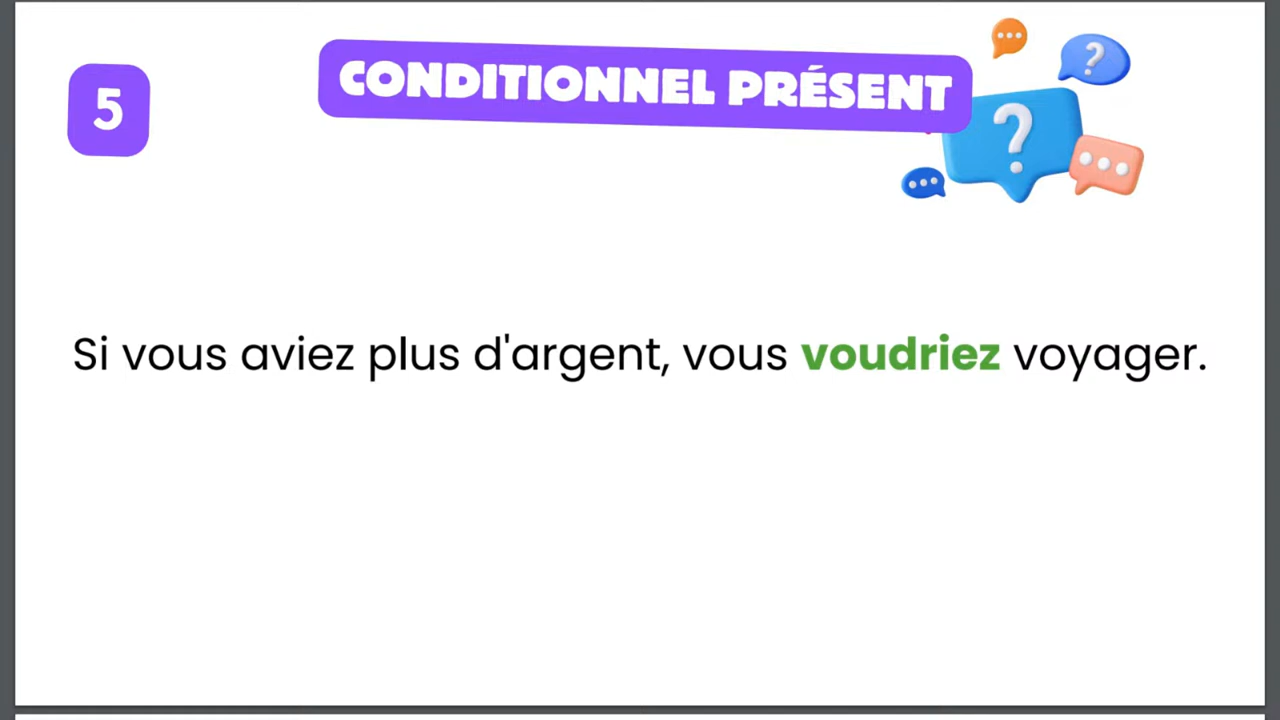 5
CONDITIONNEL PRÉSENT
?
?
Si vous aviez plus d'argent, vous voudriez voyager.